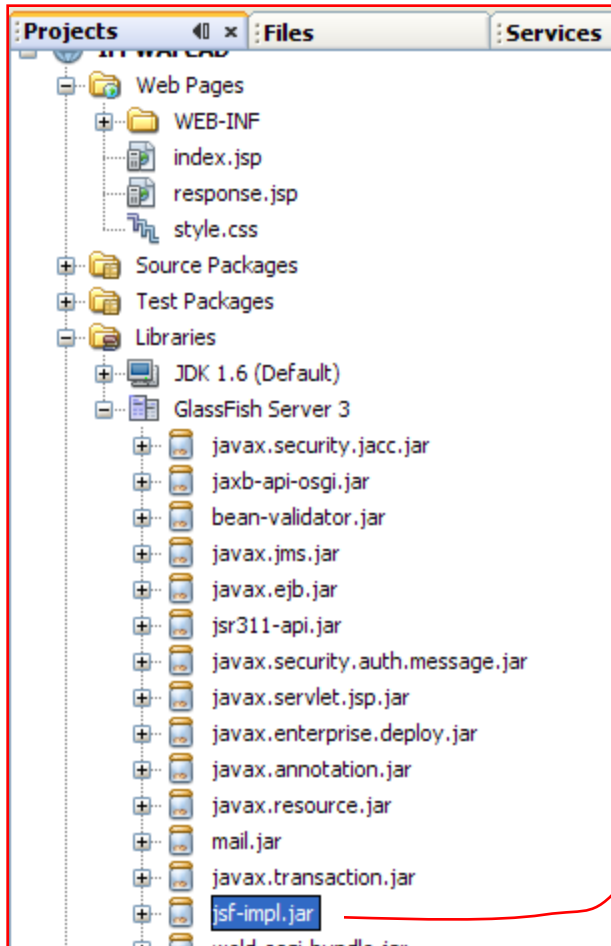 Projects
Files
Services
Web Pages
WEB-INF
index.jsp
response.jsp
style.css
Source Packages
Test Packages
Libraries
JDK 1.6 (Default)
GlassFish Server 3
javax.security.jacc.jar
jaxb-api-osgi.jar
bean-validator.jar
javax.jms.jar
javax.ejb.jar
jsr311-api.jar
javax.security.auth.message.jar
javax.servlet.jsp.jar
javax.enterprise.deploy.jar
javax.annotation.jar
javax.resource.jar
mail.jar
javax.transaction.jar
jsf-impl.jar